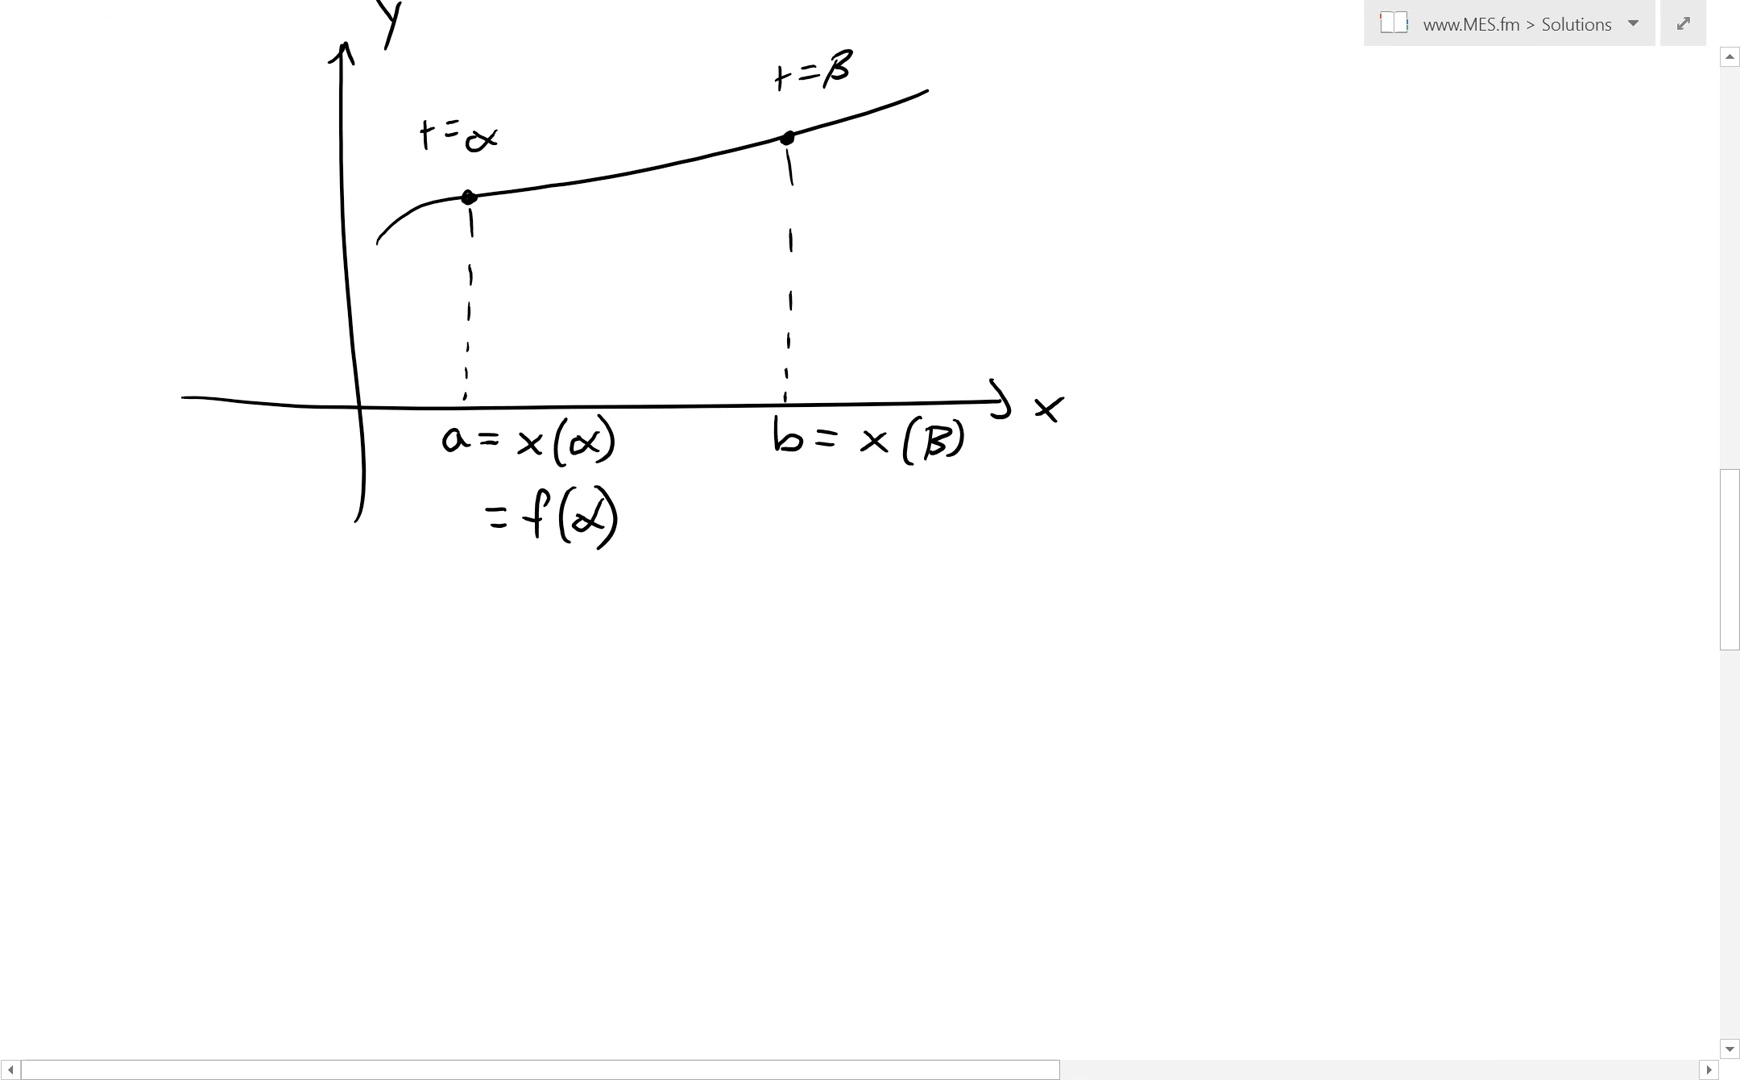 www.MES.fm > Solutions
y
t=β
t=α
a = x(α)
b = x(β)
x
= f(α)